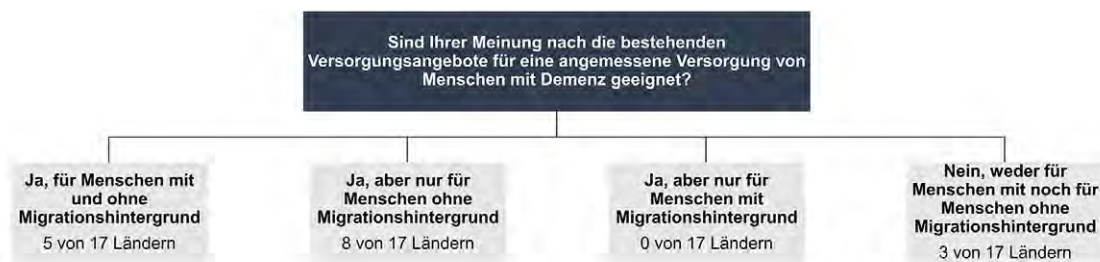 Sind Ihrer Meinung nach die bestehenden
Versorgungsangebote für eine angemessene Versorgung von
Menschen mit Demenz geeignet?
Ja, für Menschen mit
und ohne
Migrationshintergrund
5 von 17 Ländern
Ja, aber nur für
Menschen ohne
Migrationshintergrund
8 von 17 Ländern
Ja, aber nur für
Menschen mit
Migrationshintergrund
0 von 17 Ländern
Nein, weder für
Menschen mit noch für
Menschen ohne
Migrationshintergrund
3 von 17 Ländern